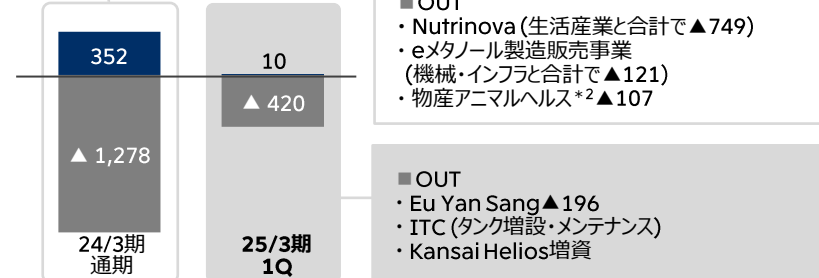 352
▲ 1,278
24/3期
通期
10
▲ 420
25/3期
1Q
■OUT
・Nutrinova (生活産業と合計で▲749)
・eメタノール製造販売事業
(機械・インフラと合計で▲121)
・物産アニマルヘルス*2▲107
■OUT
・Eu Yan Sang▲196
・ITC (タンク増設・メンテナンス)
・Kansai Helios増資